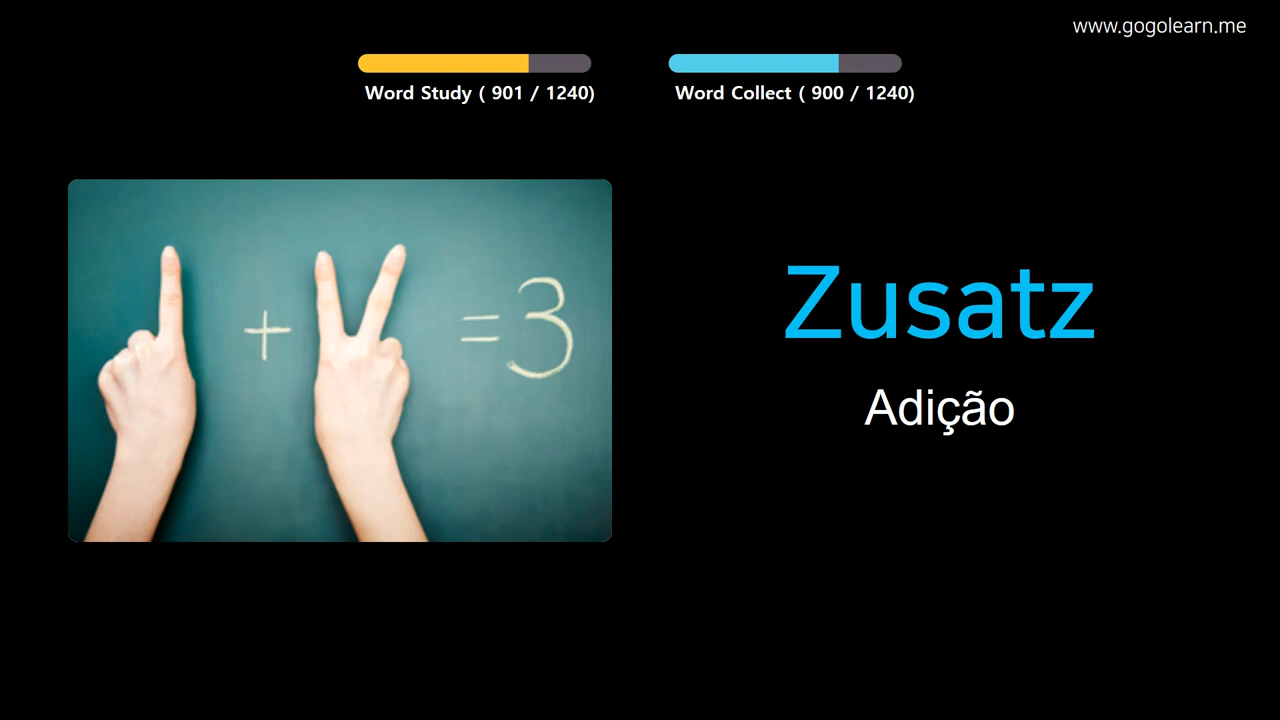 www.gogolearn.me
Word Study ( 901 / 1240)
Word Collect ( 900 / 1240)
+ = 3
Zusatz
Adição